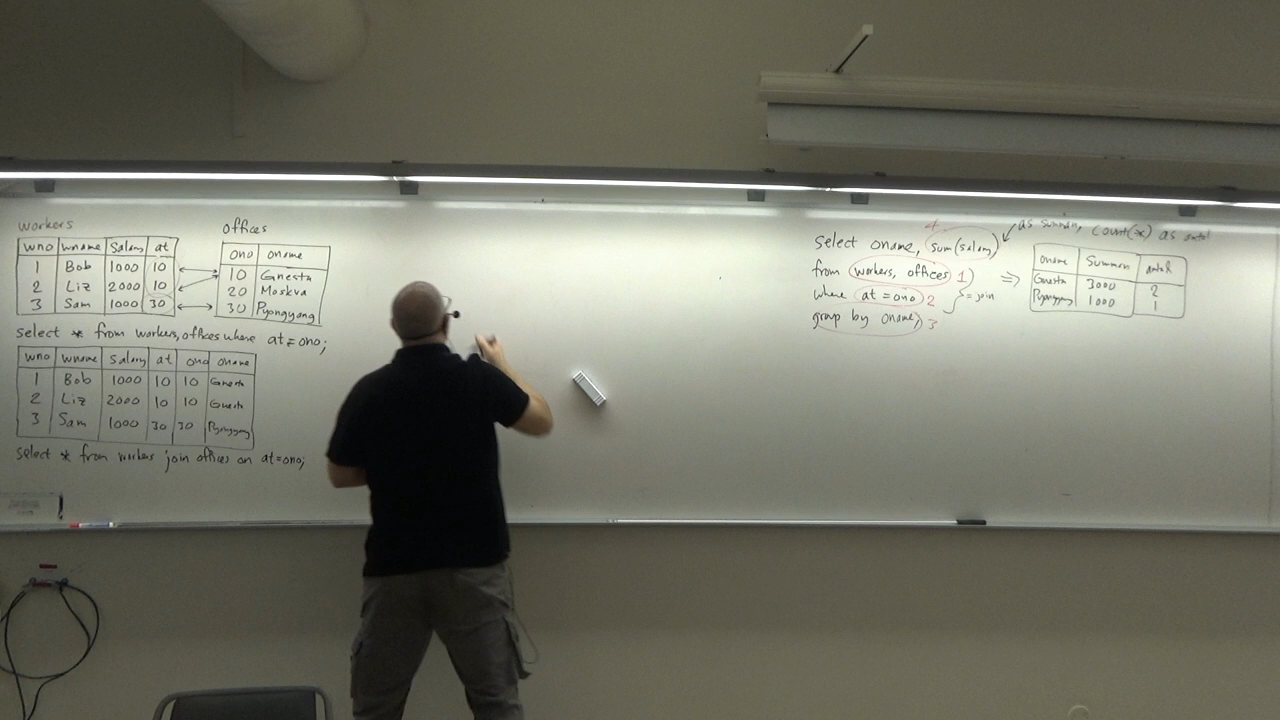 workers
wno wname Salary at
1 Bob 1000 10
2 Liz 2000 10
3 Sam 1000 30
offices
ono oname
10 Gnesta
20 Moskva
30 Pyongyang
select * from workers, offices where at = ono;
wno wname Salary at ono oname
1 Bob 1000 10 10 Gnesta
2 Liz 2000 10 10 Gnesta
3 Sam 1000 30 30 Pyongyang
select * from workers join offices on at=ono;
4
as summan, count(*) as antal
select oname, sum(salary)
from workers, offices 1
where at = ono 2
= join
group by oname; 3
⇒
oname Summan antal
Gnesta 3000 2
Pyongyang 1000 1